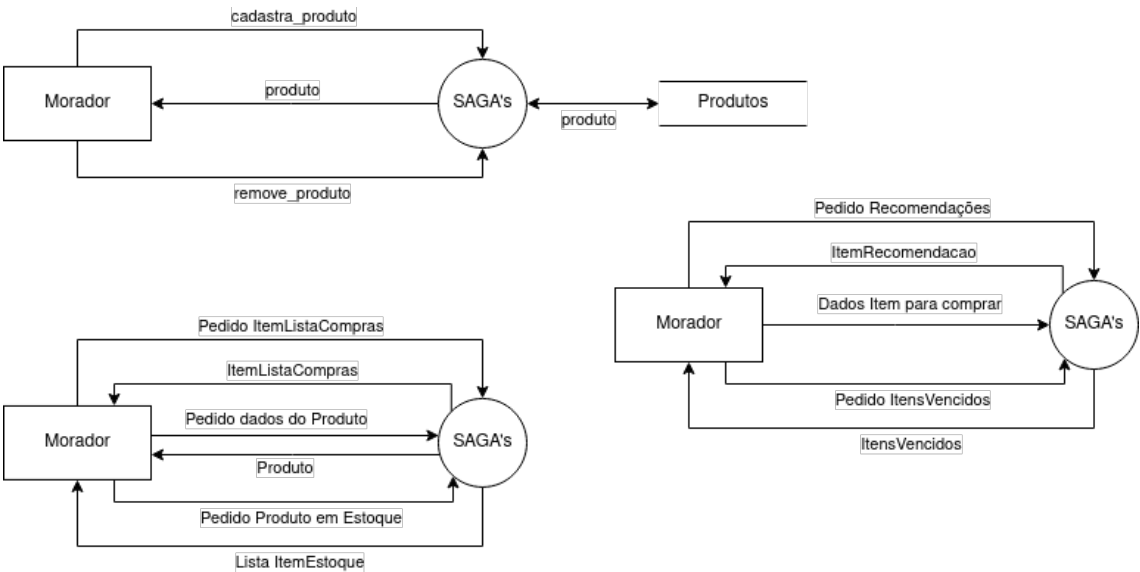 cadastra_produto
Morador
produto
SAGA's
produto
Produtos
remove_produto
Pedido Recomendações
ItemRecomendacao
Dados Item para comprar
Morador
SAGA's
Pedido ItensVencidos
ItensVencidos
Pedido ItemListaCompras
ItemListaCompras
Pedido dados do Produto
Morador
SAGA's
Produto
Pedido Produto em Estoque
Lista ItemEstoque